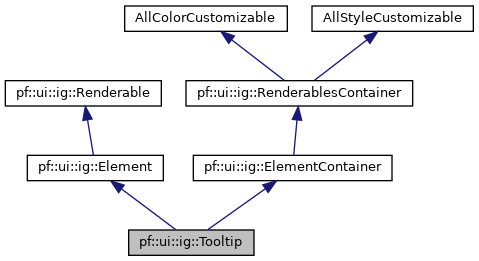 AllColorCustomizable
AllStyleCustomizable
pf::ui::ig::Renderable
pf::ui::ig::RenderablesContainer
pf::ui::ig::Element
pf::ui::ig::ElementContainer
pf::ui::ig::Tooltip